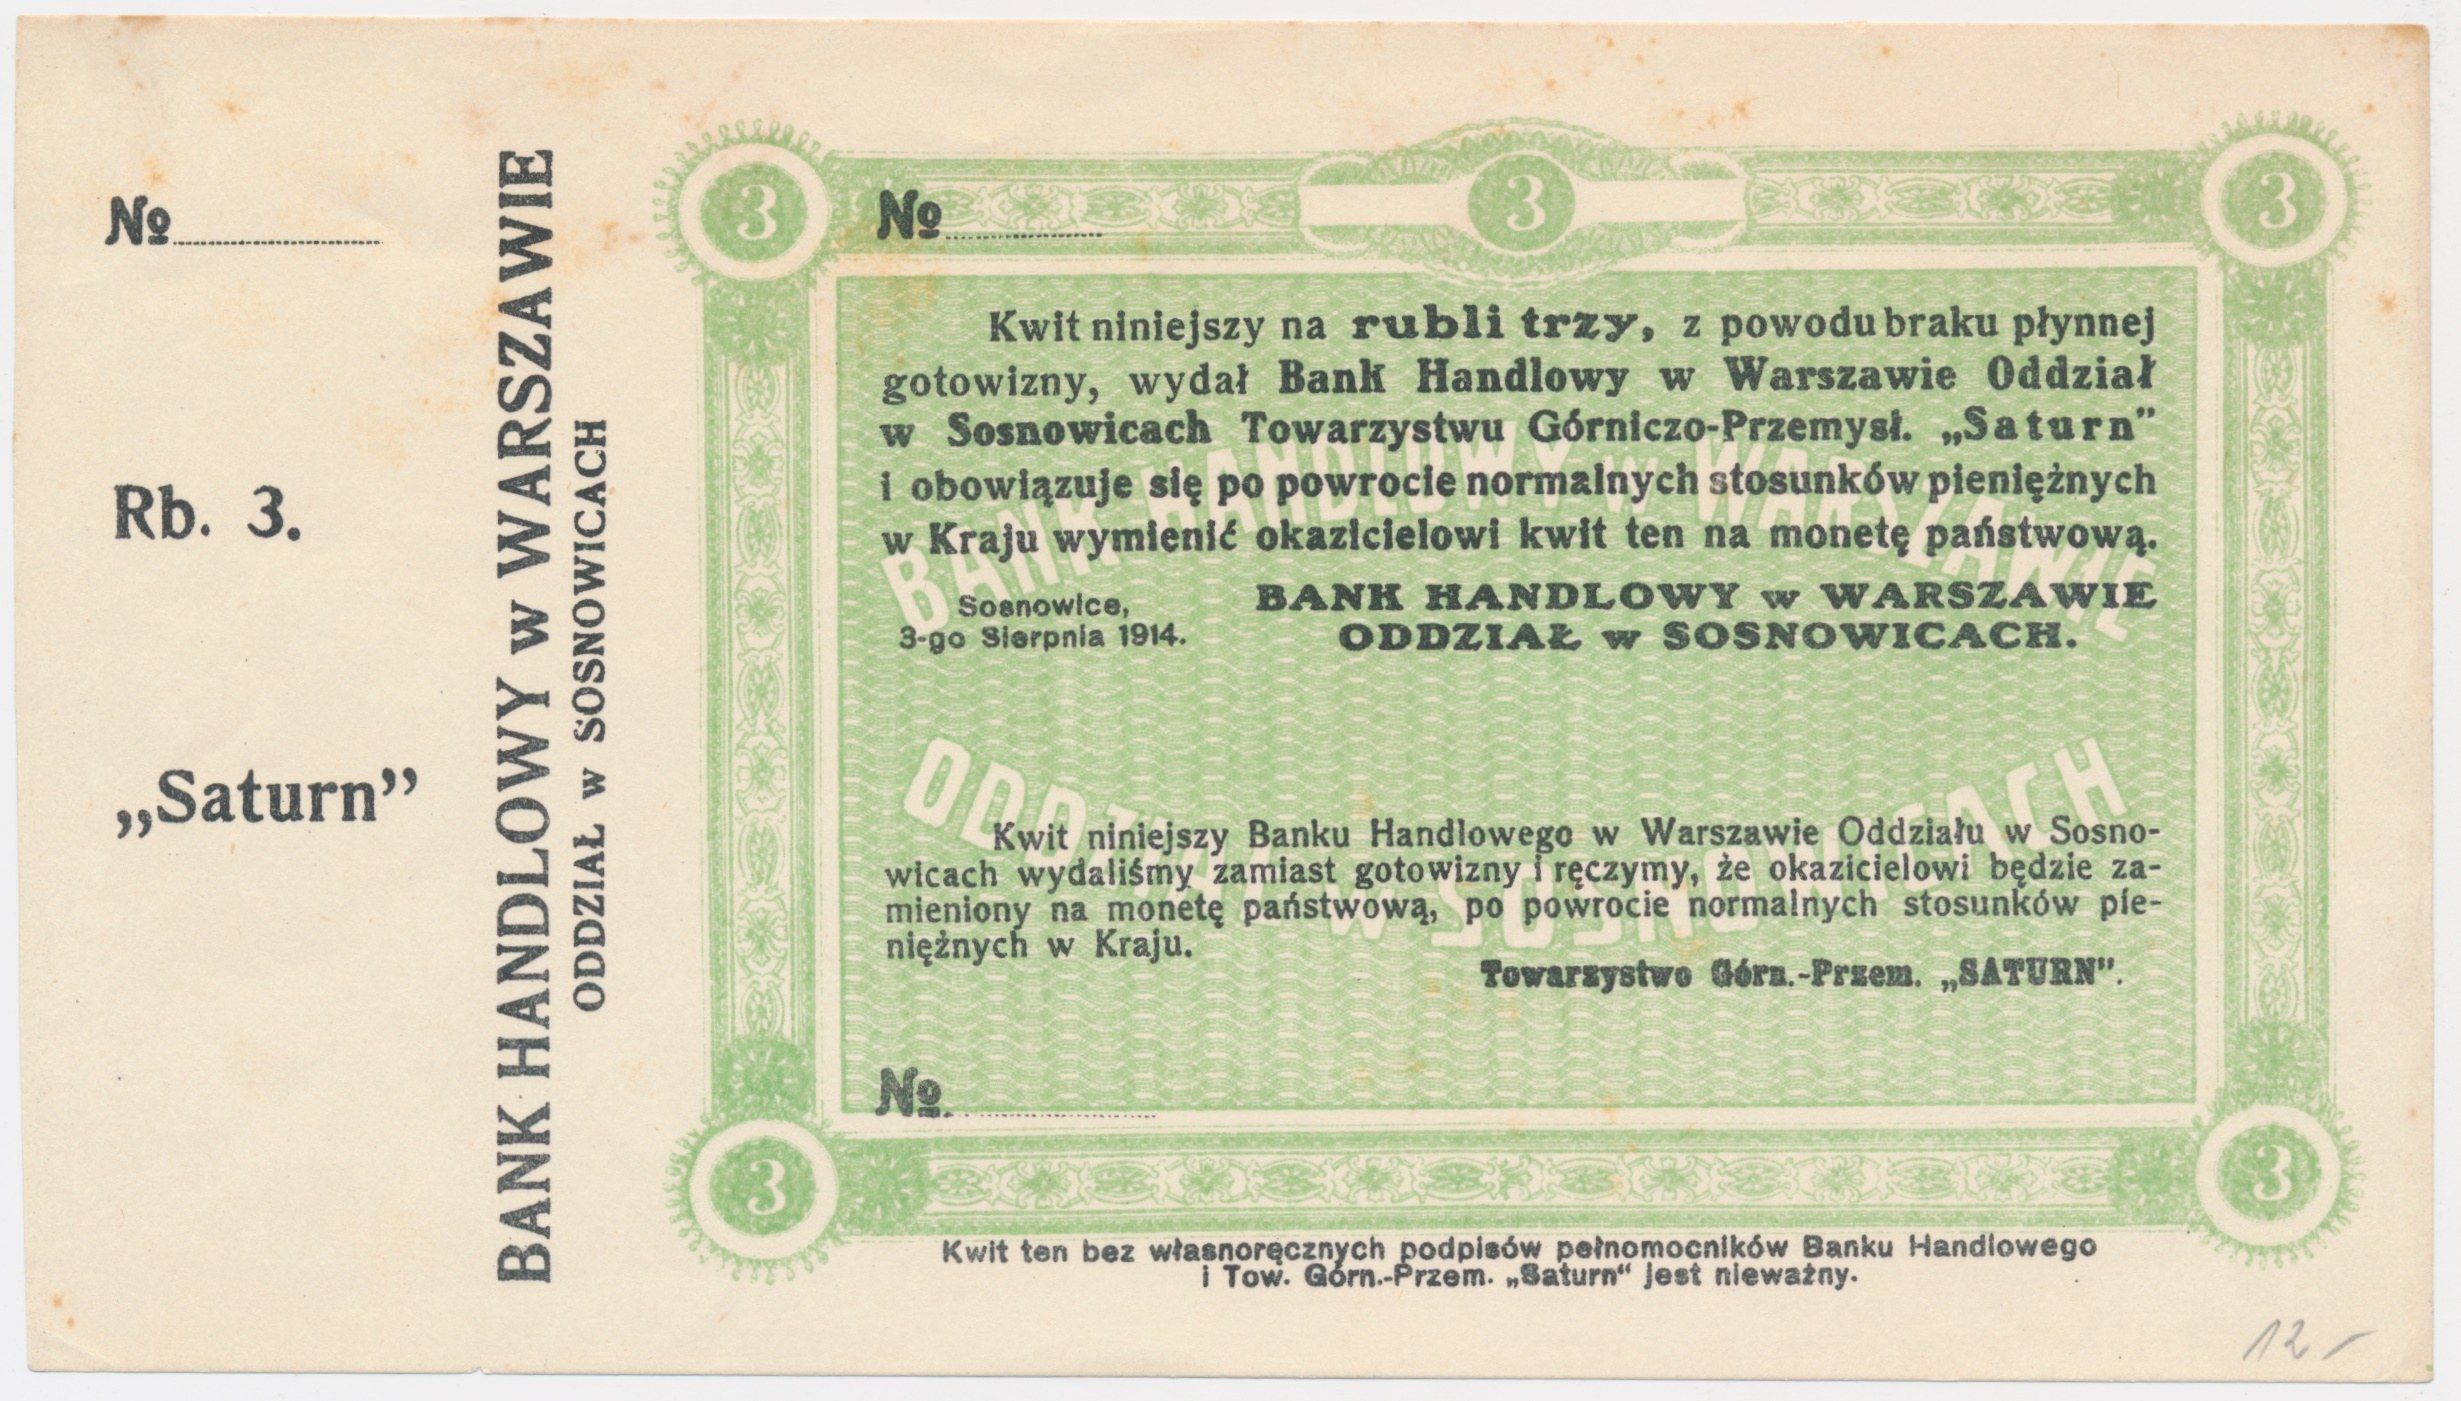 №
Rb. 3.
„Saturn”
BANK HANDLOWY w WARSZAWIE
ODDZIAŁ w SOSNOWICACH
3
3
3
№
Kwit niniejszy na rubli trzy, z powodu braku płynnej
gotowizny, wydał Bank Handlowy w Warszawie Oddział
w Sosnowicach Towarzystwu Górniczo-Przemysł. „Saturn”
i obowiązuje się po powrocie normalnych stosunków pieniężnych
w Kraju wymienić okazicielowi kwit ten na monetę państwową.
BANK HANDLOWY w WARSZAWIE
Sosnowice,
3-go Sierpnia 1914.
BANK HANDLOWY w WARSZAWIE
ODDZIAŁ w SOSNOWICACH.
ODDZIAŁ w SOSNOWICACH
Kwit niniejszy Banku Handlowego w Warszawie Oddziału w Sosno-
wicach wydaliśmy zamiast gotowizny i ręczymy, że okazicielowi będzie za-
mieniony na monetę państwową, po powrocie normalnych stosunków pie-
niężnych w Kraju.
Towarzystwo Górn.-Przem. „SATURN”.
№
3
3
Kwit ten bez własnoręcznych podpisów pełnomocników Banku Handlowego
i Tow. Górn.-Przem. „Saturn“ jest nieważny.
12 -